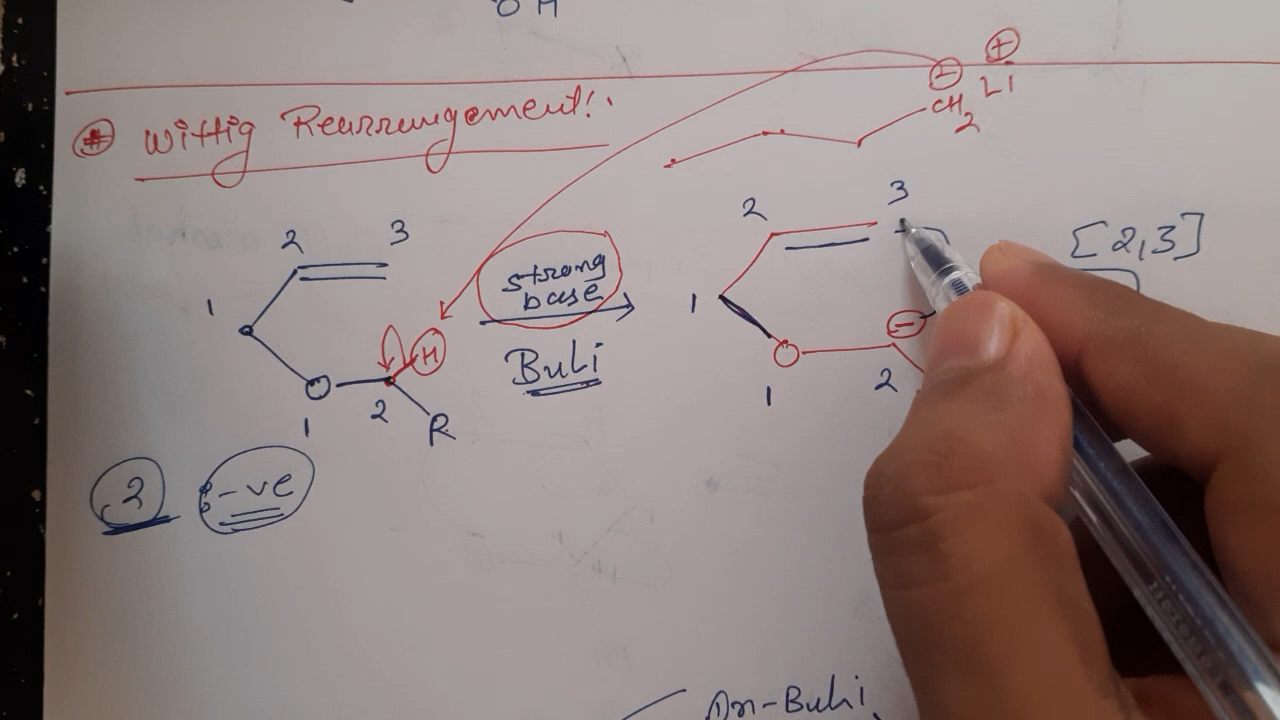 OH
⊕
⊖ Li
CH2
# Wittig Rearrangement!.
2 3
1
H
O
1 2 R
strong
base
BuLi
2 3
1
⊖
O
1 2
[2,3]
2 -ve
n-BuLi